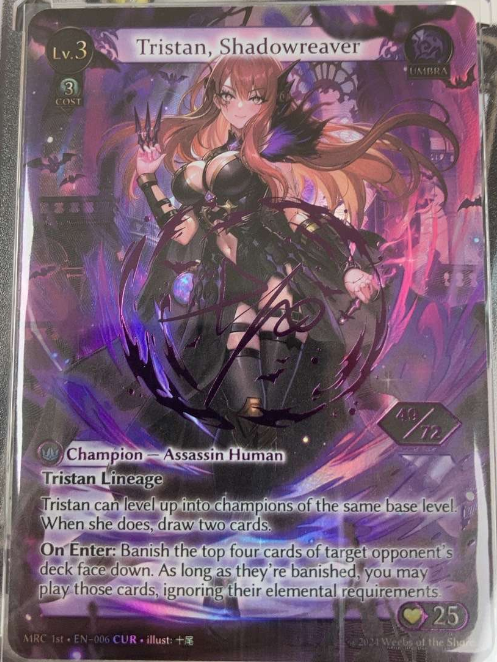 Lv.3
Tristan, Shadowreaver
UMBRA
3
COST
49/72
Champion — Assassin Human
Tristan Lineage
Tristan can level up into champions of the same base level.
When she does, draw two cards.
On Enter: Banish the top four cards of target opponent's
deck face down. As long as they're banished, you may
play those cards, ignoring their elemental requirements
25
MRC 1st • EN-006 CUR • illust: 十尾
©2024 Weebs of the Shore